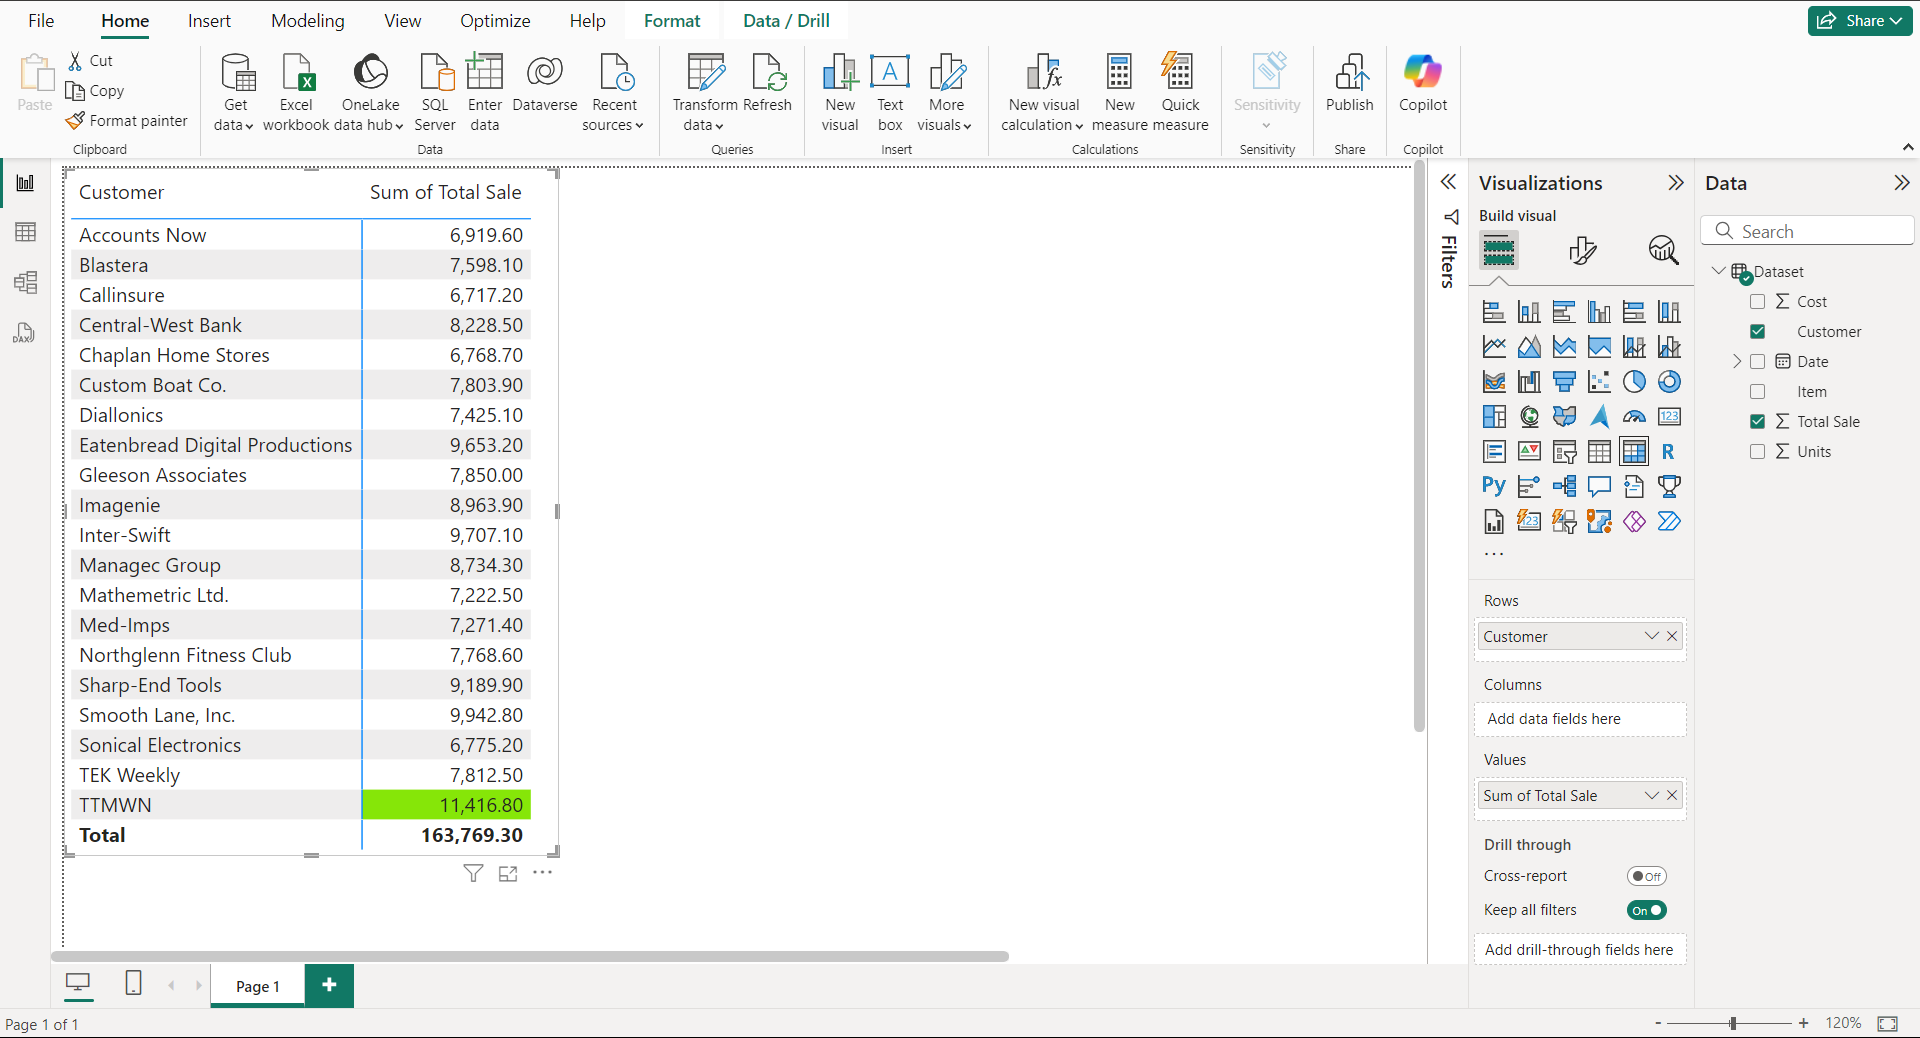 File Home Insert Modeling View Optimize Help Format Data / Drill Share
Paste
Cut
Copy
Format painter
Clipboard
Get data
Excel workbook
OneLake data hub
SQL Server
Enter data
Dataverse
Recent sources
Data
Transform data
Refresh
Queries
New visual
Text box
More visuals
Insert
New visual calculation
New measure
Quick measure
Calculations
Sensitivity
Sensitivity
Publish
Share
Copilot
Copilot
DAX
Customer Sum of Total Sale
Accounts Now 6,919.60
Blastera 7,598.10
Callinsure 6,717.20
Central-West Bank 8,228.50
Chaplan Home Stores 6,768.70
Custom Boat Co. 7,803.90
Diallonics 7,425.10
Eatenbread Digital Productions 9,653.20
Gleeson Associates 7,850.00
Imagenie 8,963.90
Inter-Swift 9,707.10
Managec Group 8,734.30
Mathemetric Ltd. 7,222.50
Med-Imps 7,271.40
Northglenn Fitness Club 7,768.60
Sharp-End Tools 9,189.90
Smooth Lane, Inc. 9,942.80
Sonical Electronics 6,775.20
TEK Weekly 7,812.50
TTMWN 11,416.80
Total 163,769.30
Filters
Visualizations
Build visual
123
R
Py
123
...
Rows
Customer
Columns
Add data fields here
Values
Sum of Total Sale
Drill through
Cross-report Off
Keep all filters On
Add drill-through fields here
Data
Search
Dataset
Σ Cost
Customer
Date
Item
Σ Total Sale
Σ Units
Page 1 +
Page 1 of 1
- + 120%